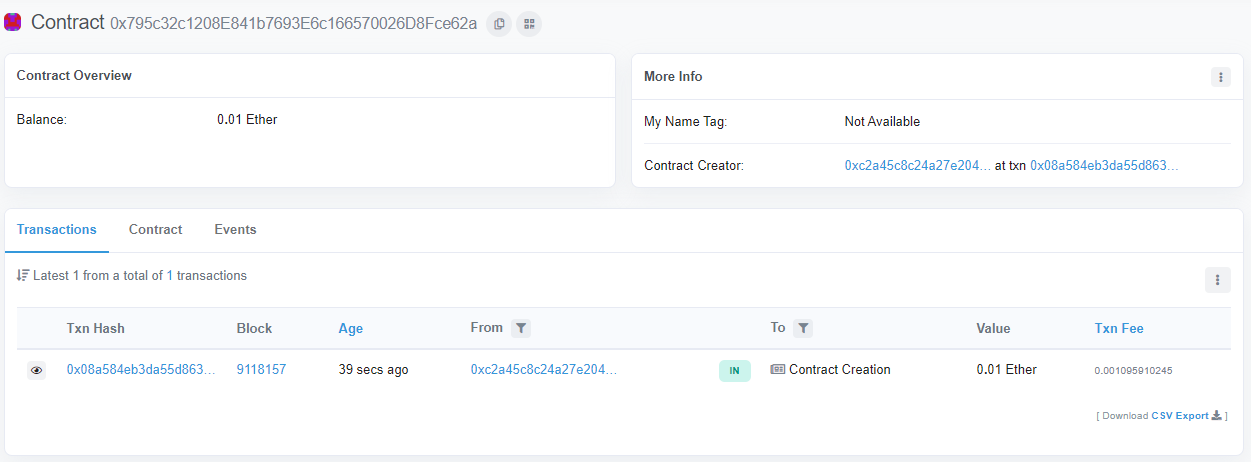 Contract 0x795c32c1208E841b7693E6c166570026D8Fce62a
Contract Overview
Balance: 0.01 Ether
More Info
My Name Tag: Not Available
Contract Creator: 0xc2a45c8c24a27e204... at txn 0x08a584eb3da55d863...
Transactions Contract Events
Latest 1 from a total of 1 transactions
Txn Hash Block Age From To Value Txn Fee
0x08a584eb3da55d863... 9118157 39 secs ago 0xc2a45c8c24a27e204... IN Contract Creation 0.01 Ether 0.001095910245
[ Download CSV Export ]